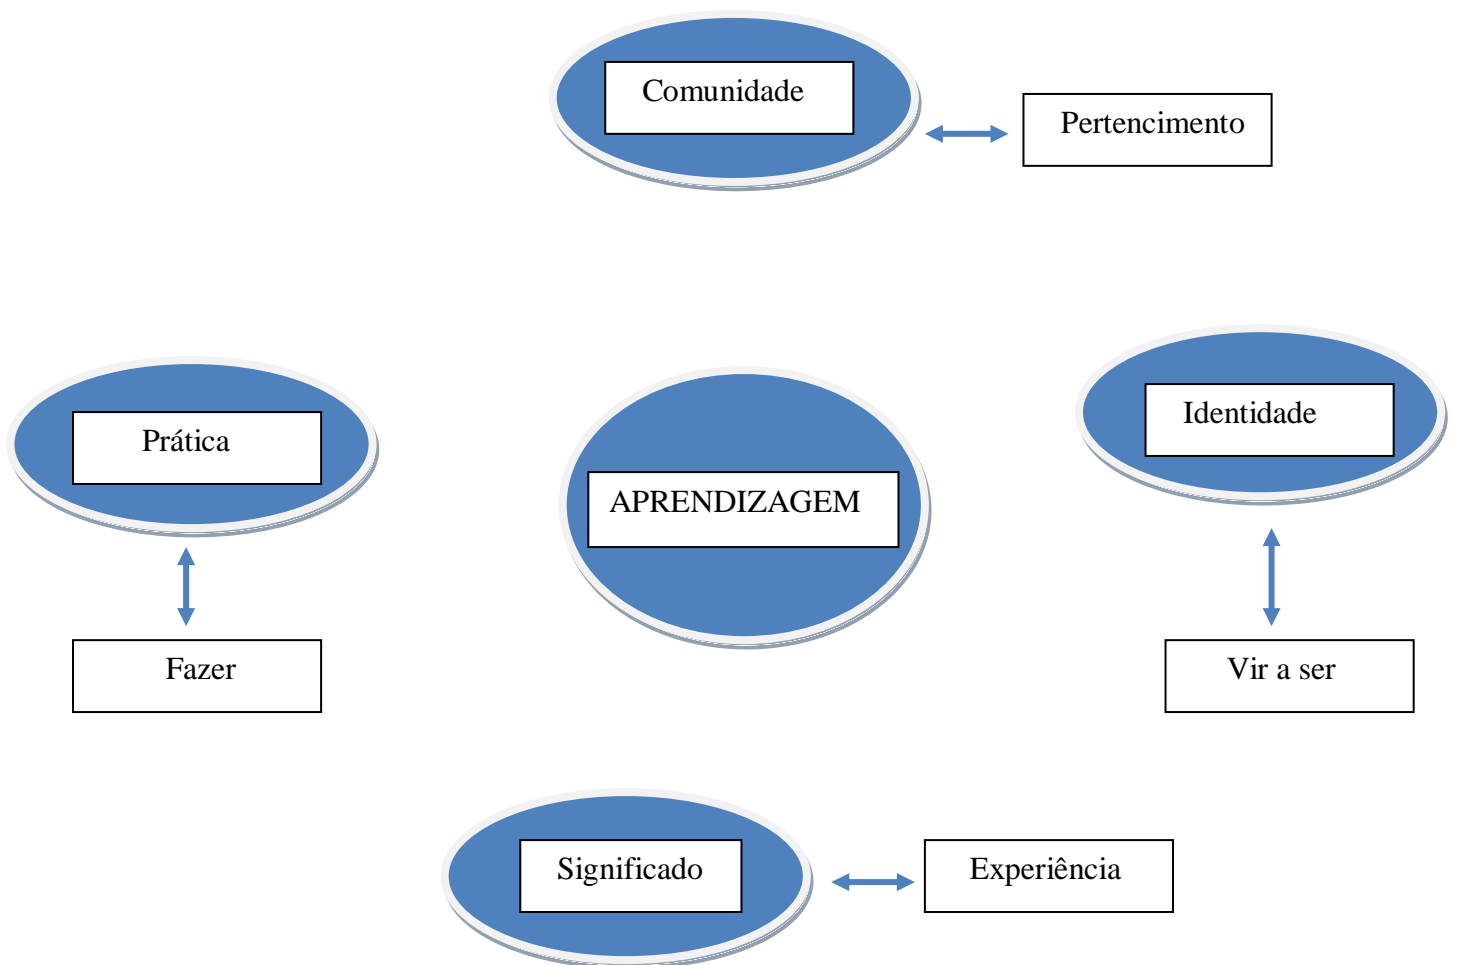 Comunidade
Pertencimento
Prática
Identidade
APRENDIZAGEM
Fazer
Vir a ser
Significado
Experiência